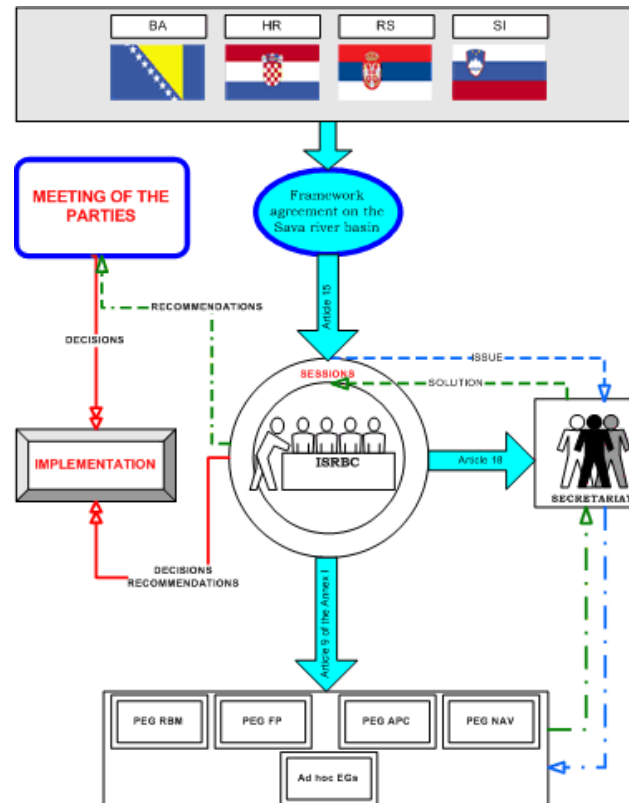 BA
HR
RS
SI
MEETING OF THE
PARTIES
Framework
agreement on the
Sava river basin
RECOMMENDATIONS
Article 15
DECISIONS
ISSUE
SESSIONS
SOLUTION
IMPLEMENTATION
ISRBC
Article 18
SECRETARIAT
DECISIONS
RECOMMENDATIONS
Article 9 of the Annex I
PEG RBM
PEG FP
PEG APC
PEG NAV
Ad hoc EGs